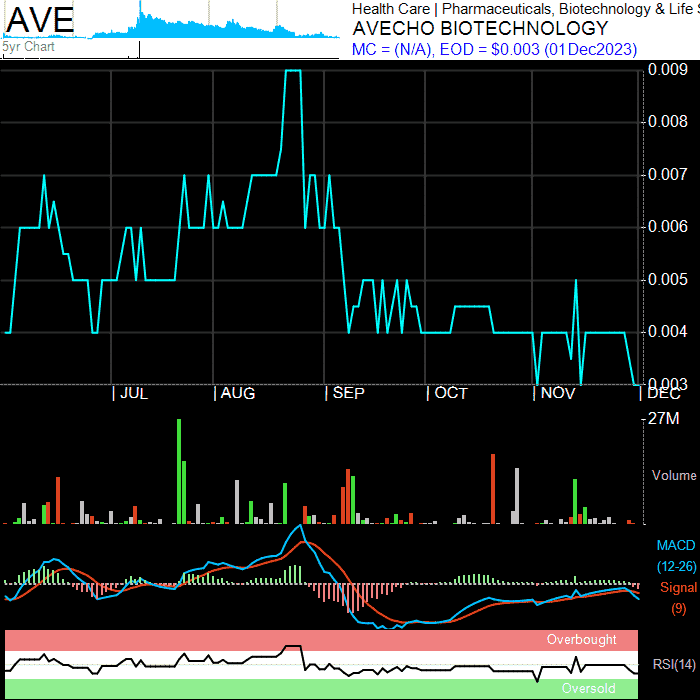 AVE
5yr Chart
Health Care | Pharmaceuticals, Biotechnology & Life S
AVECHO BIOTECHNOLOGY
MC = (N/A), EOD = $0.003 (01Dec2023)
0.009
0.008
0.007
0.006
0.005
0.004
0.003
JUL
AUG
SEP
OCT
NOV
DEC
27M
Volume
MACD
(12-26)
Signal
(9)
Overbought
RSI(14)
Oversold